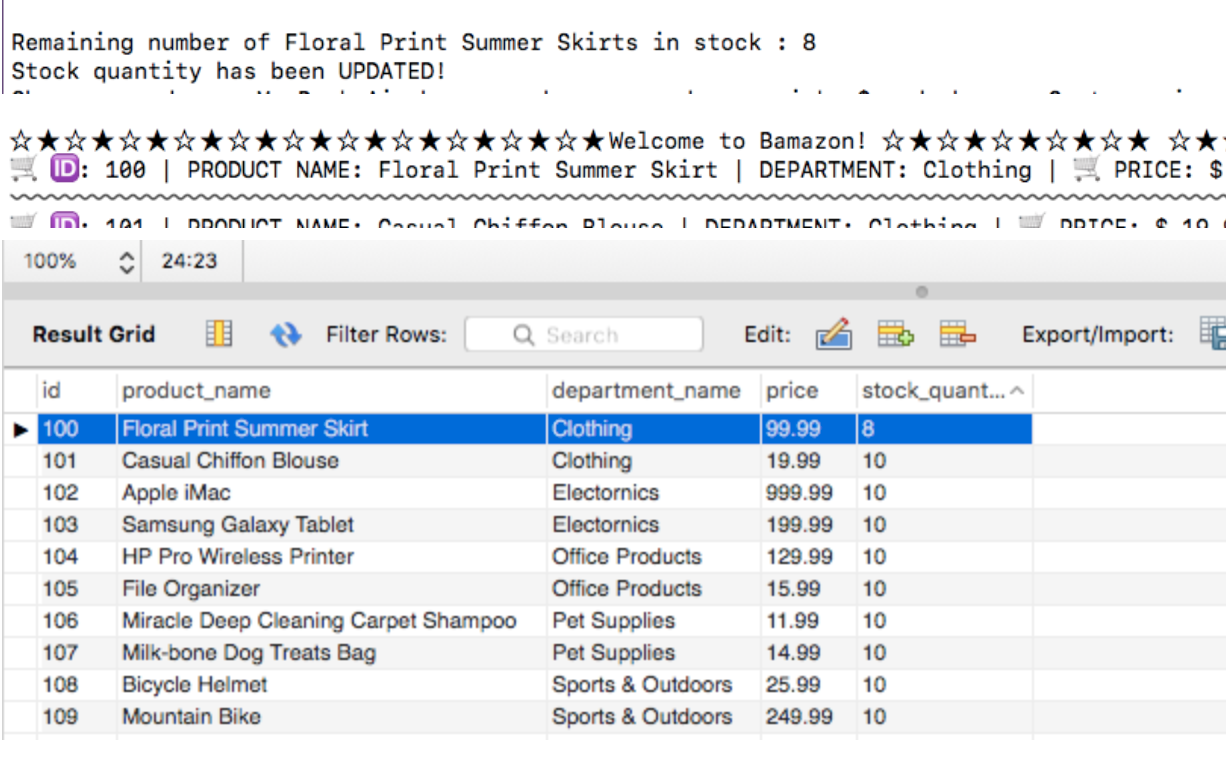 Remaining number of Floral Print Summer Skirts in stock : 8
Stock quantity has been UPDATED!
☆★☆★☆★☆★☆★☆★☆★☆★☆★☆★☆★Welcome to Bamazon! ☆★☆★☆★☆★☆★ ☆★
🛒 🆔: 100 | PRODUCT NAME: Floral Print Summer Skirt | DEPARTMENT: Clothing | 🛒 PRICE: $
🛒 🆔: 101 | PRODUCT NAME: Casual Chiffon Blouse | DEPARTMENT: Clothing | 🛒 PRICE: $ 19.9
100% 24:23
Result Grid Filter Rows: Search Edit: Export/Import:
id product_name department_name price stock_quant...
100 Floral Print Summer Skirt Clothing 99.99 8
101 Casual Chiffon Blouse Clothing 19.99 10
102 Apple iMac Electornics 999.99 10
103 Samsung Galaxy Tablet Electornics 199.99 10
104 HP Pro Wireless Printer Office Products 129.99 10
105 File Organizer Office Products 15.99 10
106 Miracle Deep Cleaning Carpet Shampoo Pet Supplies 11.99 10
107 Milk-bone Dog Treats Bag Pet Supplies 14.99 10
108 Bicycle Helmet Sports & Outdoors 25.99 10
109 Mountain Bike Sports & Outdoors 249.99 10